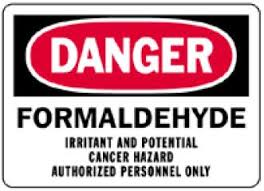 DANGER
FORMALDEHYDE
IRRITANT AND POTENTIAL
CANCER HAZARD
AUTHORIZED PERSONNEL ONLY